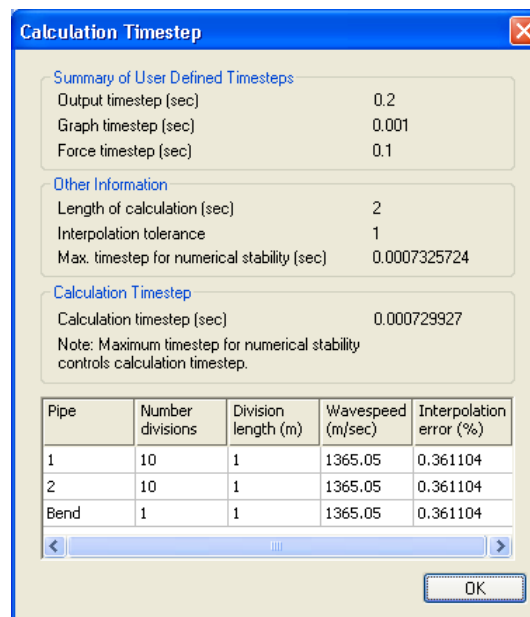 Calculation Timestep
Summary of User Defined Timesteps
Output timestep (sec) 0.2
Graph timestep (sec) 0.001
Force timestep (sec) 0.1
Other Information
Length of calculation (sec) 2
Interpolation tolerance 1
Max. timestep for numerical stability (sec) 0.0007325724
Calculation Timestep
Calculation timestep (sec) 0.000729927
Note: Maximum timestep for numerical stability
controls calculation timestep.
Pipe Number divisions Division length (m) Wavespeed (m/sec) Interpolation error (%)
1 10 1 1365.05 0.361104
2 10 1 1365.05 0.361104
Bend 1 1 1365.05 0.361104
OK